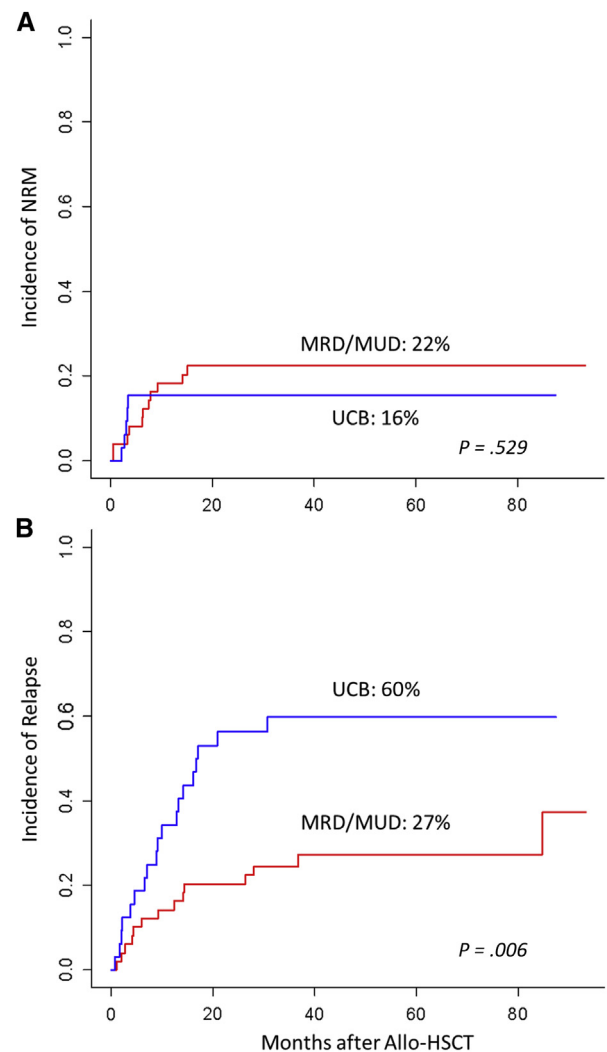 A
Incidence of NRM
1.0
0.8
0.6
0.4
0.2
0.0
MRD/MUD: 22%
UCB: 16%
P = .529
0 20 40 60 80
B
Incidence of Relapse
1.0
0.8
0.6
0.4
0.2
0.0
UCB: 60%
MRD/MUD: 27%
P = .006
0 20 40 60 80
Months after Allo-HSCT